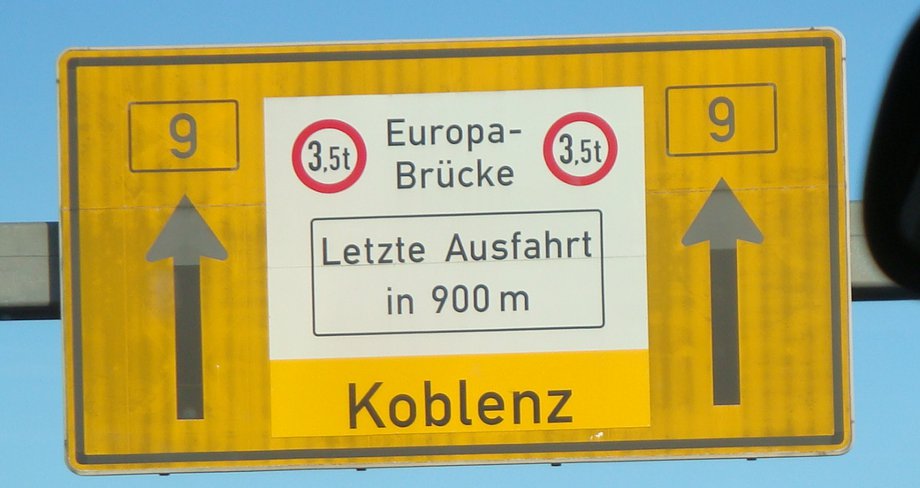 9
3,5t
Europa-
Brücke
3,5t
9
Letzte Ausfahrt
in 900 m
Koblenz